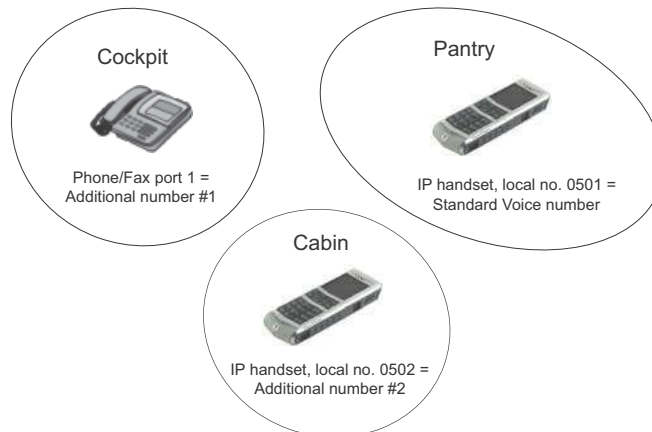 Cockpit
Phone/Fax port 1 =
Additional number #1
Pantry
IP handset, local no. 0501 =
Standard Voice number
Cabin
IP handset, local no. 0502 =
Additional number #2